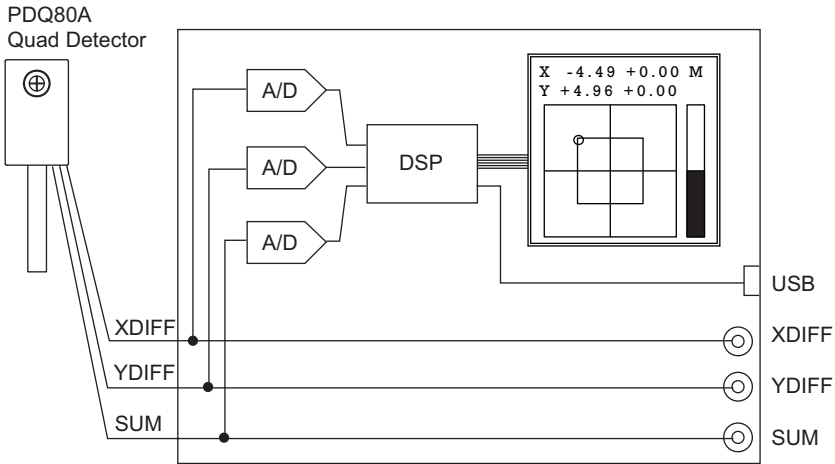 PDQ80A
Quad Detector
A/D
A/D
A/D
DSP
X -4.49 +0.00 M
Y +4.96 +0.00
USB
XDIFF
XDIFF
YDIFF
YDIFF
SUM
SUM